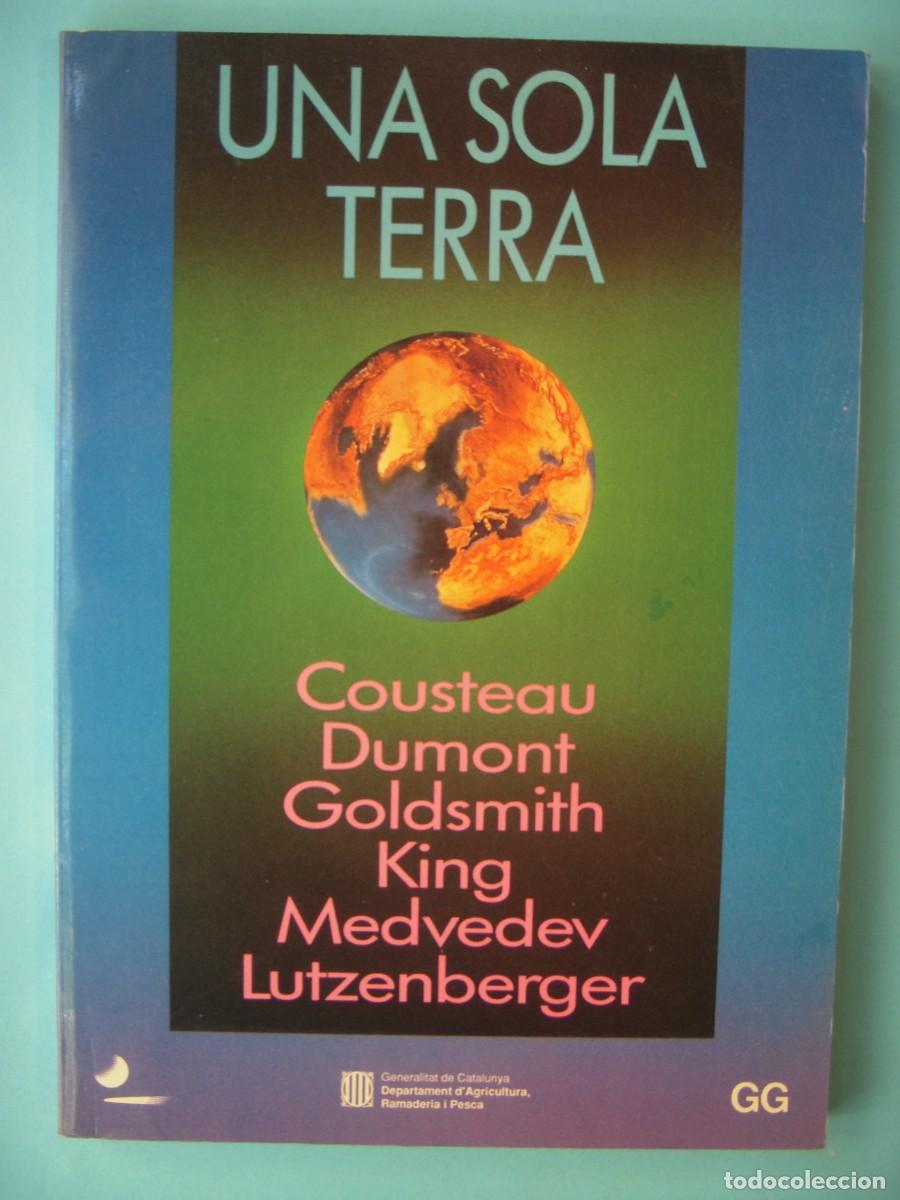 UNA SOLA
TERRA
Cousteau
Dumont
Goldsmith
King
Medvedev
Lutzenberger
Generalitat de Catalunya
Departament d'Agricultura,
Ramaderia i Pesca
GG
todocoleccion